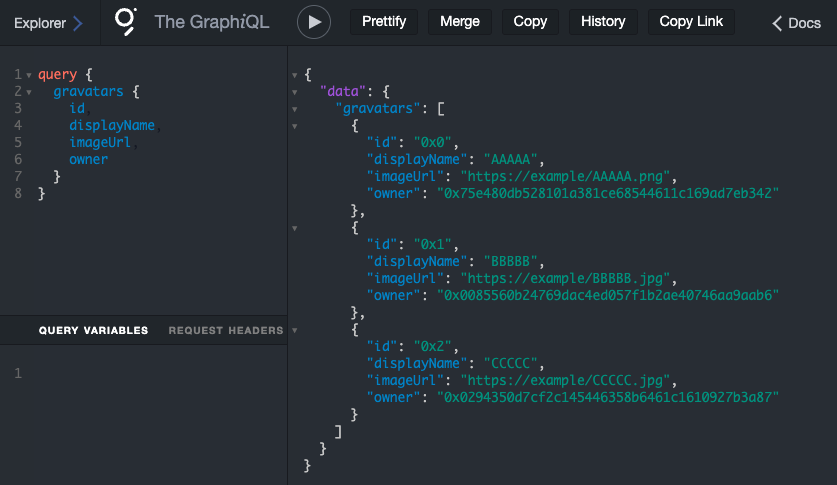 Explorer The GraphiQL Prettify Merge Copy History Copy Link Docs
1 query {
2 gravatars {
3 id,
4 displayName,
5 imageUrl,
6 owner
7 }
8 }
QUERY VARIABLES REQUEST HEADERS
1
{
"data": {
"gravatars": [
{
"id": "0x0",
"displayName": "AAAAA",
"imageUrl": "https://example/AAAAA.png",
"owner": "0x75e480db528101a381ce68544611c169ad7eb342"
},
{
"id": "0x1",
"displayName": "BBBBB",
"imageUrl": "https://example/BBBBB.jpg",
"owner": "0x0085560b24769dac4ed057f1b2ae40746aa9aab6"
},
{
"id": "0x2",
"displayName": "CCCCC",
"imageUrl": "https://example/CCCCC.jpg",
"owner": "0x0294350d7cf2c145446358b6461c1610927b3a87"
}
]
}
}